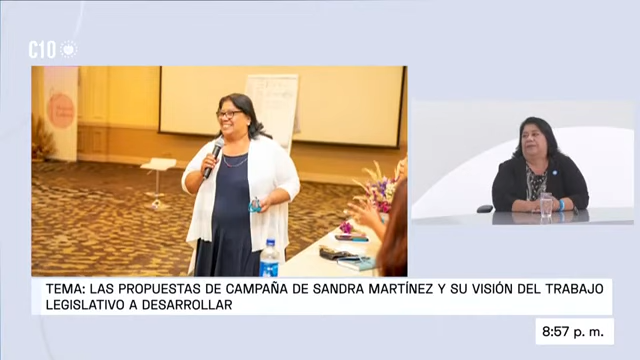 C10
TEMA: LAS PROPUESTAS DE CAMPAÑA DE SANDRA MARTÍNEZ Y SU VISIÓN DEL TRABAJO
LEGISLATIVO A DESARROLLAR
8:57 p. m.